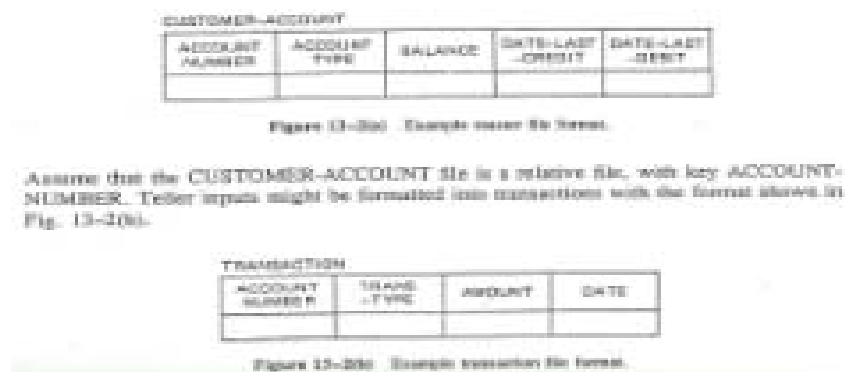 CUSTOMER-ACCOUNT
ACCOUNT NUMBER ACCOUNT TYPE BALANCE DATE-LAST -CREDIT DATE-LAST -DEBIT
Figure 13-2(a) Example master file format.
Assume that the CUSTOMER-ACCOUNT file is a relative file, with key ACCOUNT-
NUMBER. Teller inputs might be formatted into transactions with the format shown in
Fig. 13-2(b).
TRANSACTION
ACCOUNT NUMBER TRANS -TYPE AMOUNT DATE
Figure 13-2(b) Example transaction file format.